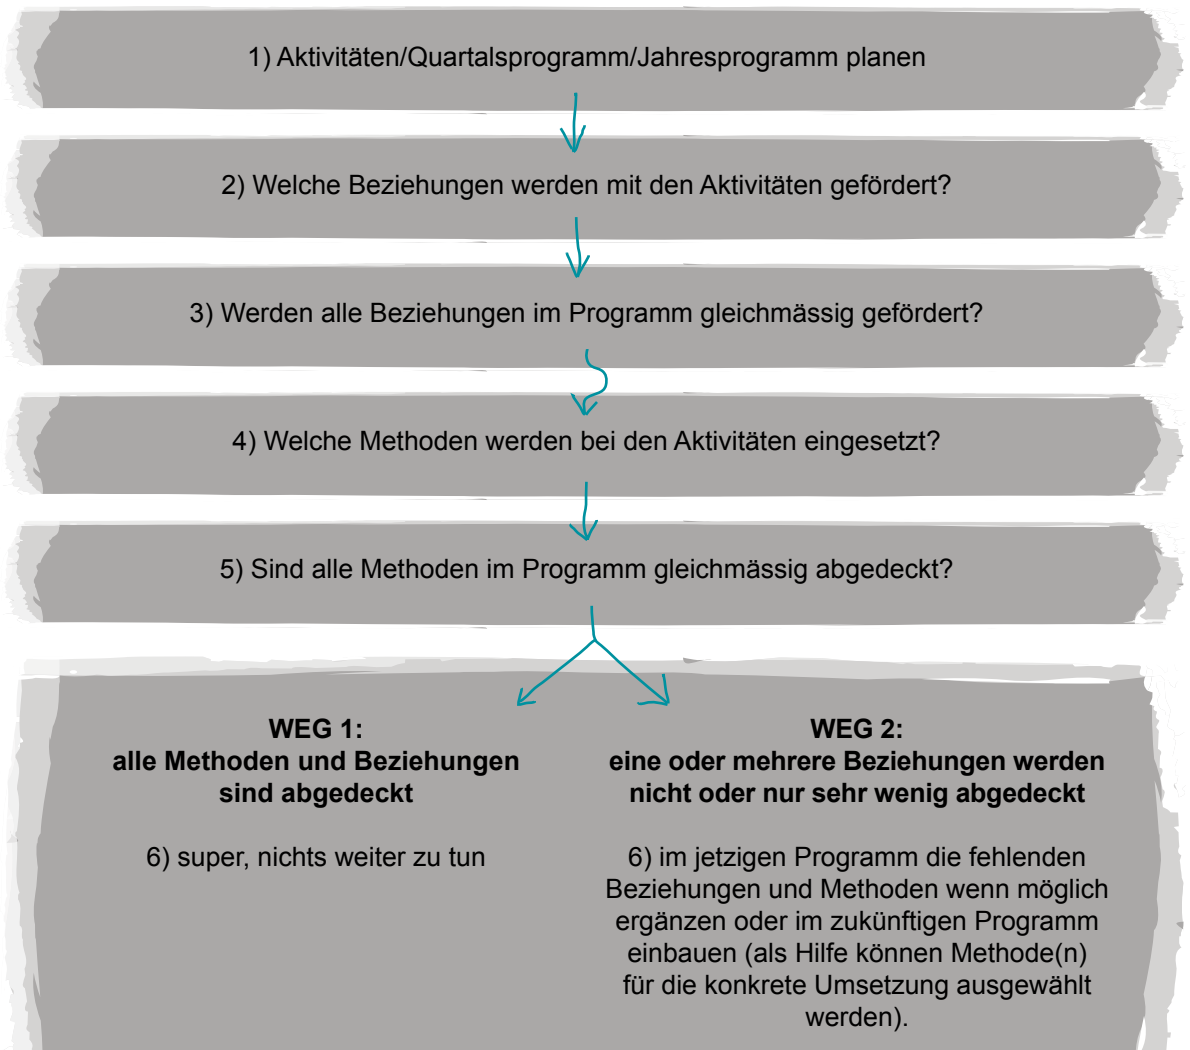 1) Aktivitäten/Quartalsprogramm/Jahresprogramm planen
2) Welche Beziehungen werden mit den Aktivitäten gefördert?
3) Werden alle Beziehungen im Programm gleichmässig gefördert?
4) Welche Methoden werden bei den Aktivitäten eingesetzt?
5) Sind alle Methoden im Programm gleichmässig abgedeckt?
WEG 1:
alle Methoden und Beziehungen
sind abgedeckt
6) super, nichts weiter zu tun
WEG 2:
eine oder mehrere Beziehungen werden
nicht oder nur sehr wenig abgedeckt
6) im jetzigen Programm die fehlenden
Beziehungen und Methoden wenn möglich
ergänzen oder im zukünftigen Programm
einbauen (als Hilfe können Methode(n)
für die konkrete Umsetzung ausgewählt
werden).